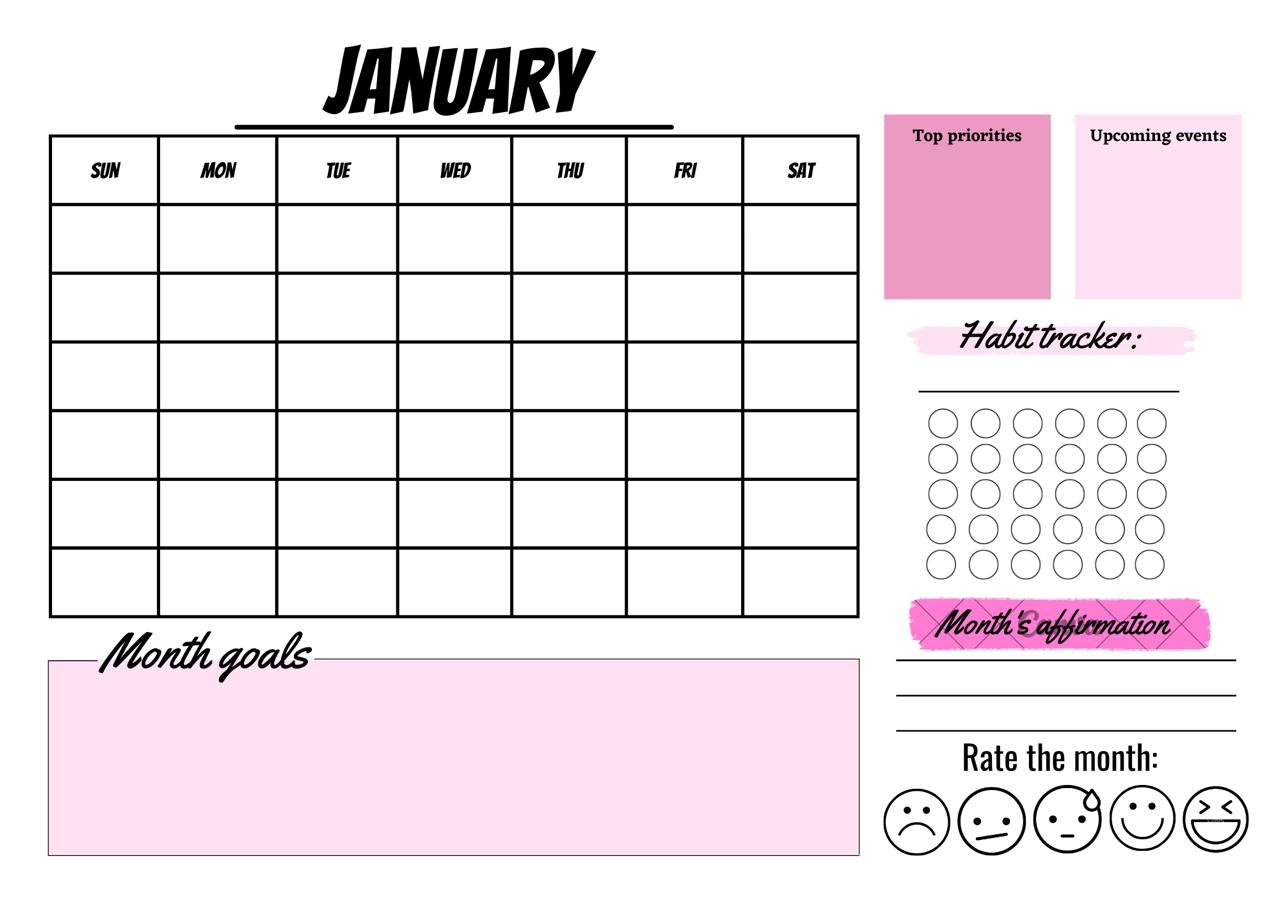 JANUARY
SUN MON TUE WED THU FRI SAT
Month goals
Top priorities
Upcoming events
Habit tracker:
Month's affirmation
Rate the month: